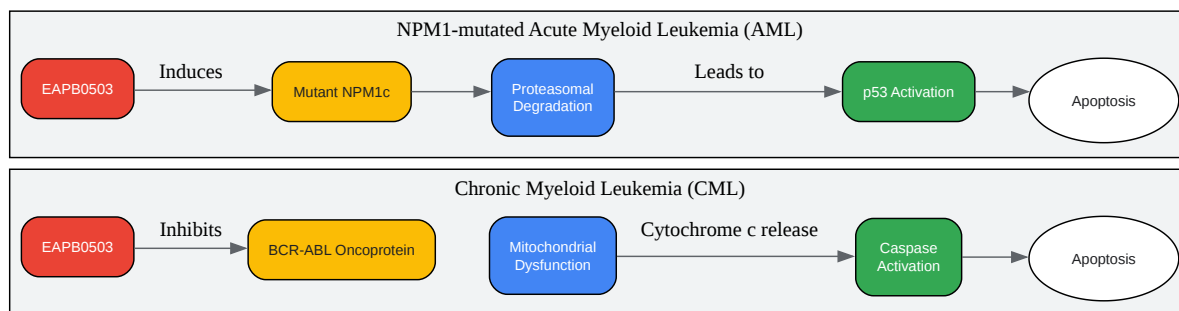 NPM1-mutated Acute Myeloid Leukemia (AML)
EAPB0503
Induces
Mutant NPM1c
Proteasomal
Degradation
Leads to
p53 Activation
Apoptosis
Chronic Myeloid Leukemia (CML)
EAPB0503
Inhibits
BCR-ABL Oncoprotein
Mitochondrial
Dysfunction
Cytochrome c release
Caspase
Activation
Apoptosis